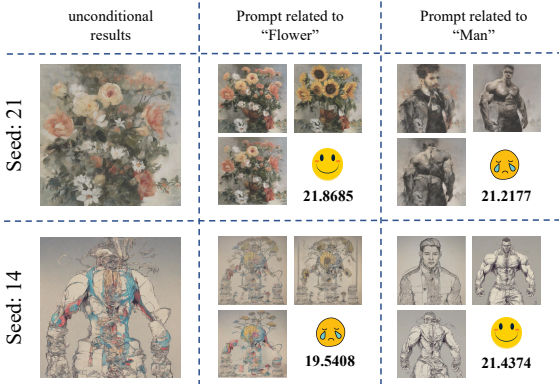 unconditional
results
Prompt related to
“Flower”
Prompt related to
“Man”
Seed: 21
21.8685
21.2177
Seed: 14
19.5408
21.4374